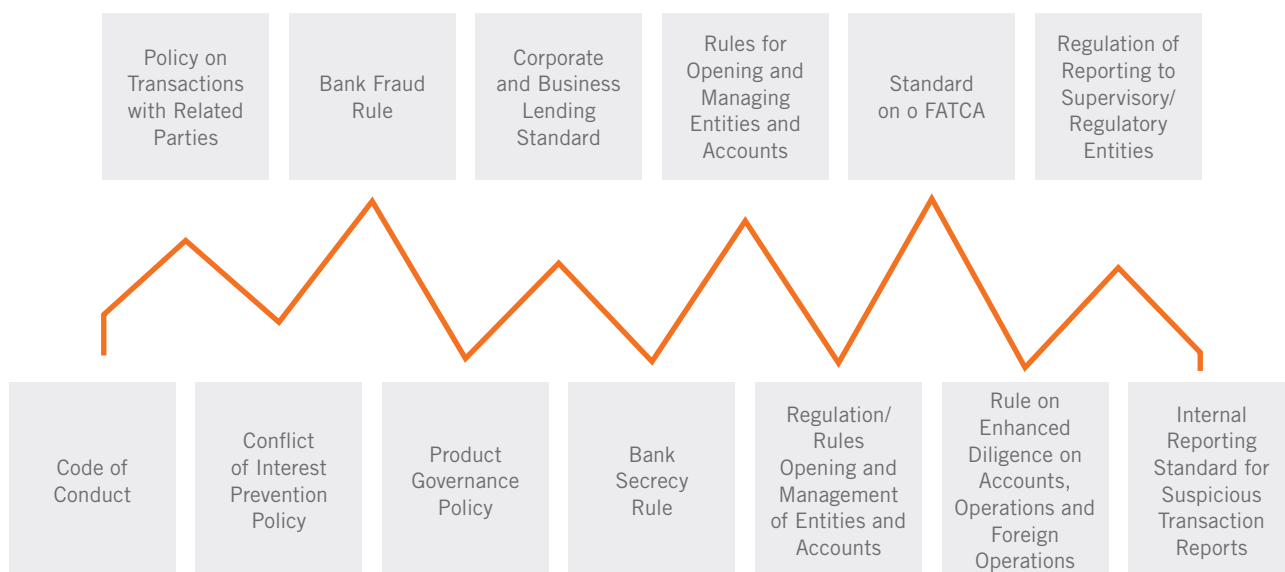 Policy on
Transactions
with Related
Parties
Bank Fraud
Rule
Corporate
and Business
Lending
Standard
Rules for
Opening and
Managing
Entities and
Accounts
Standard
on o FATCA
Regulation of
Reporting to
Supervisory/
Regulatory
Entities
Code of
Conduct
Conflict
of Interest
Prevention
Policy
Product
Governance
Policy
Bank
Secrecy
Rule
Regulation/
Rules
Opening and
Management
of Entities and
Accounts
Rule on
Enhanced
Diligence on
Accounts,
Operations and
Foreign
Operations
Internal
Reporting
Standard for
Suspicious
Transaction
Reports